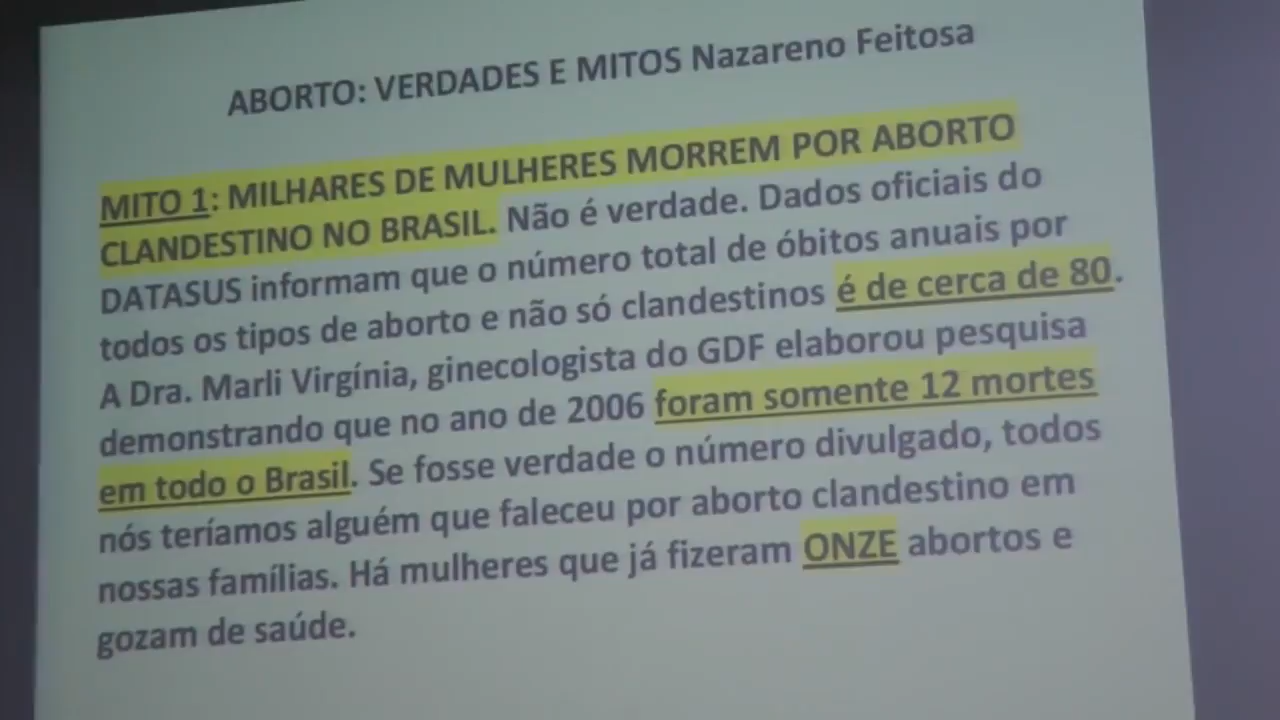 ABORTO: VERDADES E MITOS Nazareno Feitosa
MITO 1: MILHARES DE MULHERES MORREM POR ABORTO
CLANDESTINO NO BRASIL. Não é verdade. Dados oficiais do
DATASUS informam que o número total de óbitos anuais por
todos os tipos de aborto e não só clandestinos é de cerca de 80.
A Dra. Marli Virgínia, ginecologista do GDF elaborou pesquisa
demonstrando que no ano de 2006 foram somente 12 mortes
em todo o Brasil. Se fosse verdade o número divulgado, todos
nós teríamos alguém que faleceu por aborto clandestino em
nossas famílias. Há mulheres que já fizeram ONZE abortos e
gozam de saúde.